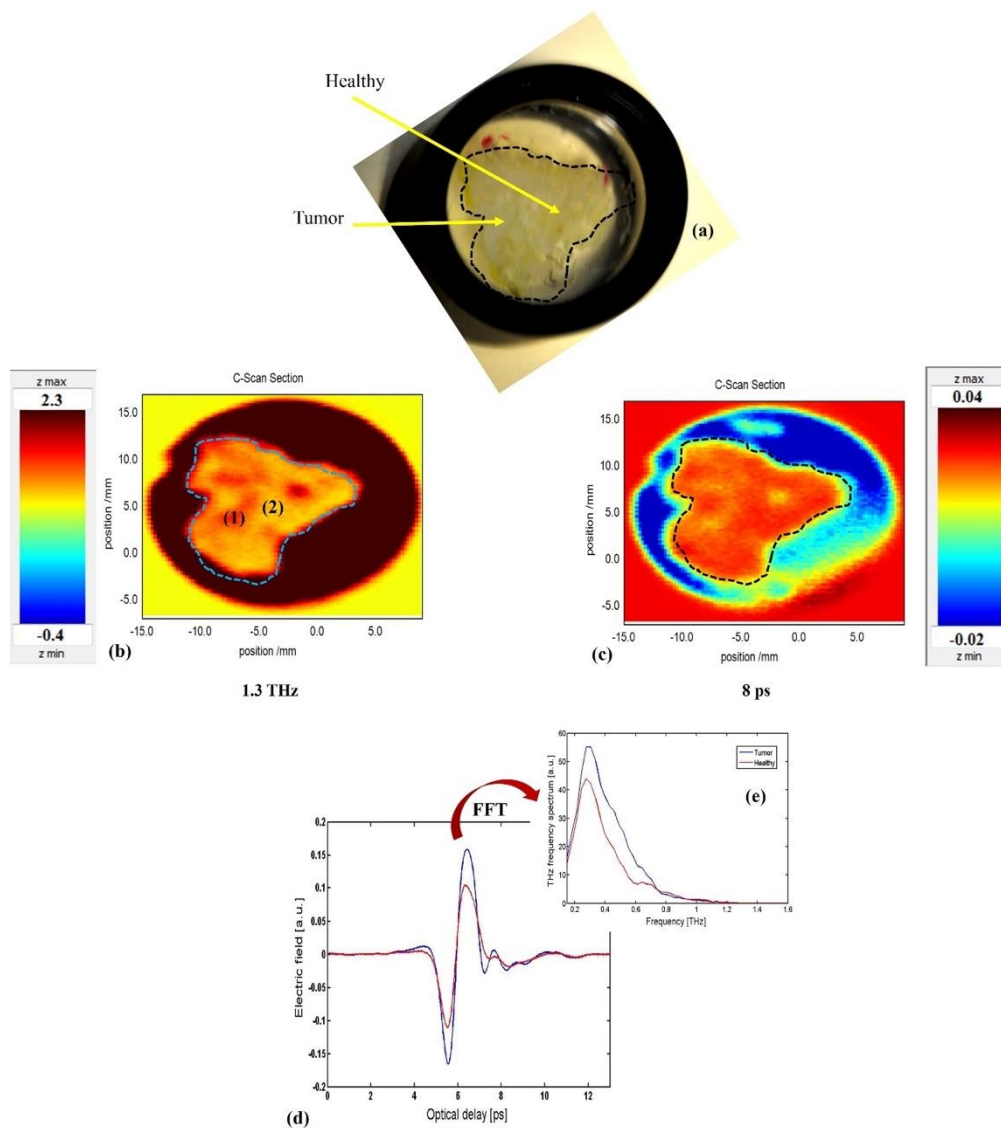 Healthy
Tumor
(a)
z max
2.3
-0.4
z min
C-Scan Section
15.0
10.0
5.0
0.0
-5.0
position /mm
-15.0 -10.0 -5.0 0.0 5.0
position /mm
(1)
(2)
(b)
1.3 THz
C-Scan Section
15.0
10.0
5.0
0.0
-5.0
position /mm
-15.0 -10.0 -5.0 0.0 5.0
position /mm
(c)
8 ps
z max
0.04
-0.02
z min
FFT
0.2
0.15
0.1
0.05
0
-0.05
-0.1
-0.15
-0.2
Electric field [a.u.]
0 2 4 6 8 10 12
Optical delay [ps]
(d)
60
50
40
30
20
10
0
THz frequency spectrum [a.u.]
0.2 0.4 0.6 0.8 1 1.2 1.4 1.6
Frequency [THz]
Tumor
Healthy
(e)